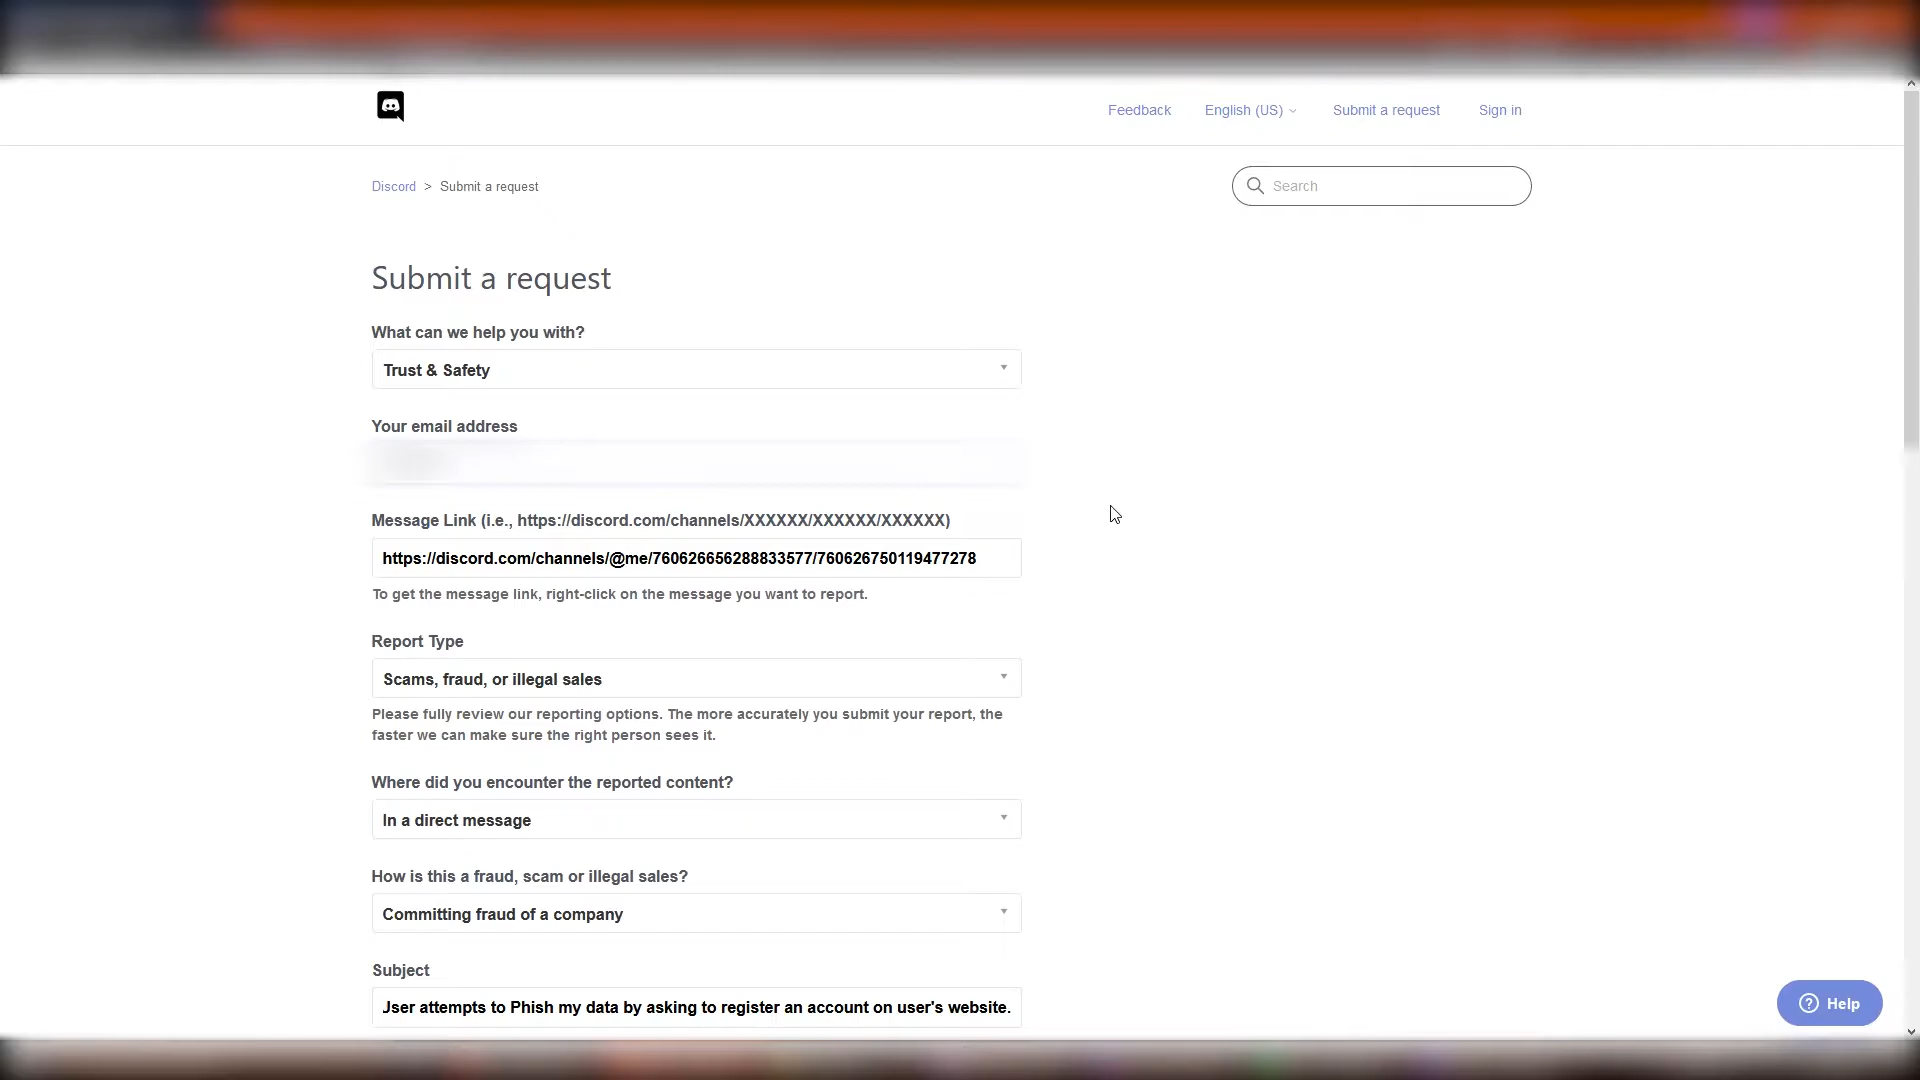 Feedback
English (US)
Submit a request
Sign in
Discord > Submit a request
Search
Submit a request
What can we help you with?
Trust & Safety
Your email address
Message Link (i.e., https://discord.com/channels/XXXXXX/XXXXXX/XXXXXX)
https://discord.com/channels/@me/760626656288833577/760626750119477278
To get the message link, right-click on the message you want to report.
Report Type
Scams, fraud, or illegal sales
Please fully review our reporting options. The more accurately you submit your report, the
faster we can make sure the right person sees it.
Where did you encounter the reported content?
In a direct message
How is this a fraud, scam or illegal sales?
Committing fraud of a company
Subject
User attempts to Phish my data by asking to register an account on user's website.
Help